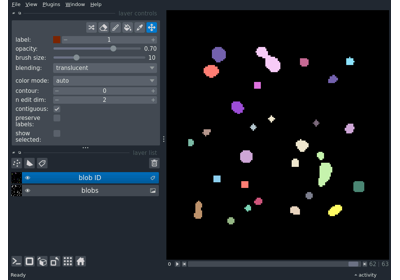 File View Plugins Window Help
layer controls
label: 1
opacity: 0.70
brush size: 10
blending: translucent
color mode: auto
contour: 0
n edit dim: 2
contiguous:
preserve
labels:
show
selected:
layer list
blob ID
blobs
62 63
Ready
activity